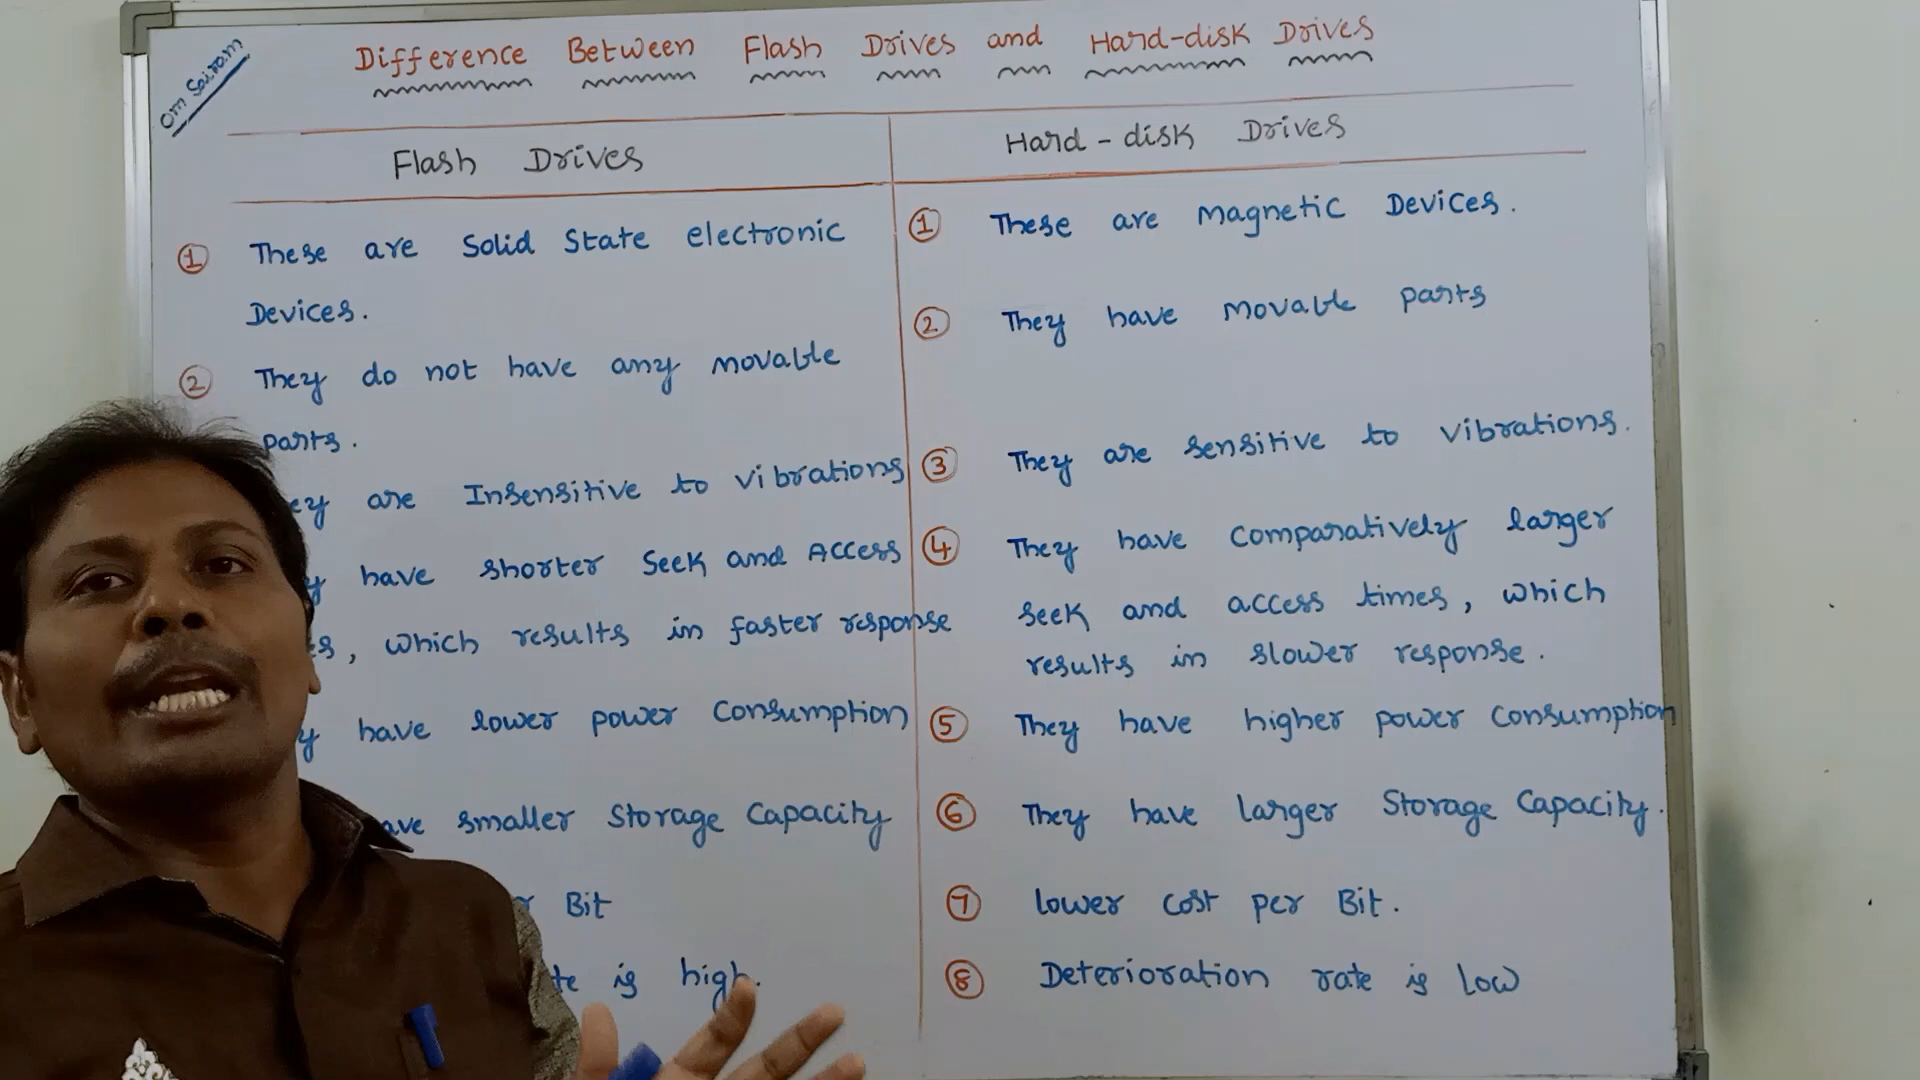 Om Sairam
Difference Between Flash Drives and Hard-disk Drives
Flash Drives
Hard-disk Drives
① These are Solid State electronic
Devices.
② They do not have any movable
parts.
are Insensitive to vibrations
have shorter Seek and Access
, which results in faster response
have lower power Consumption
smaller Storage Capacity
Bit
is high.
① These are Magnetic Devices.
② They have Movable parts
③ They are sensitive to vibrations.
④ They have comparatively larger
seek and access times, which
results in slower response.
⑤ They have higher power consumption
⑥ They have larger Storage Capacity.
⑦ lower cost per Bit.
⑧ Deterioration rate is low